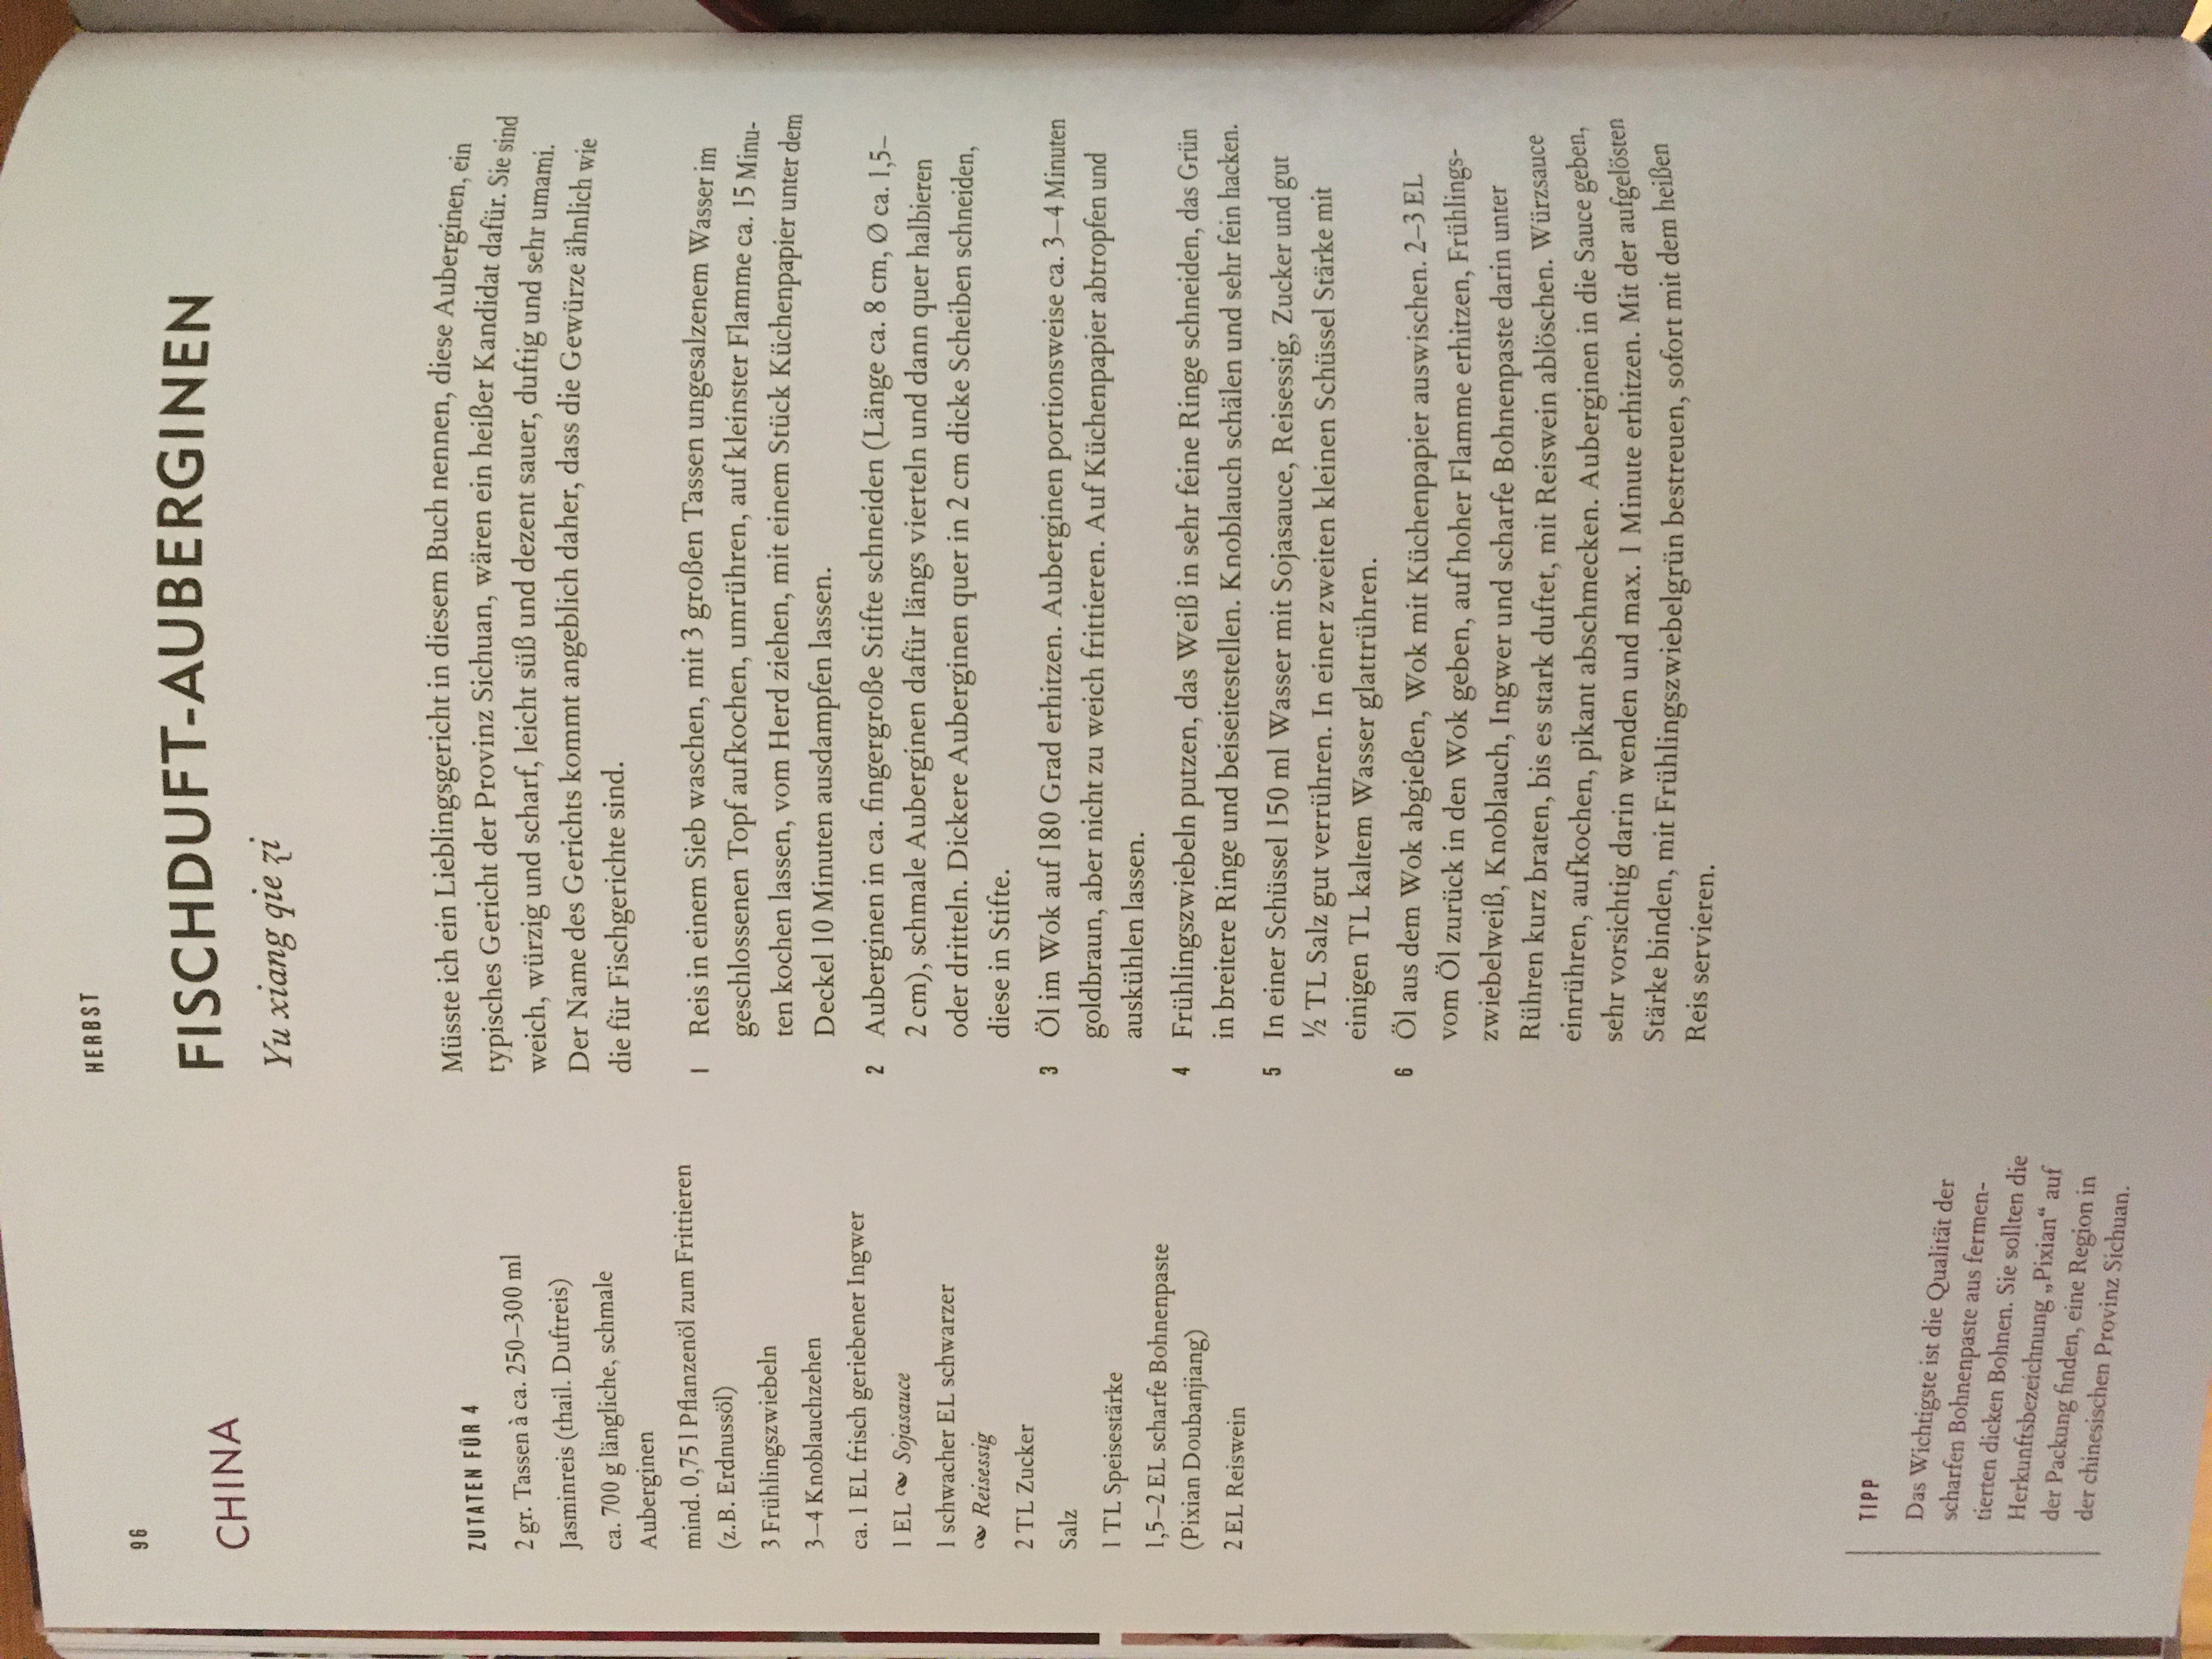 HERBST
96
FISCHDUFT-AUBERGINEN
CHINA
Yu xiang qie zi
ZUTATEN FÜR 4
2 gr. Tassen à ca. 250–300 ml
Jasminreis (thail. Duftreis)
ca. 700 g längliche, schmale
Auberginen
mind. 0,75 l Pflanzenöl zum Frittieren
(z.B. Erdnussöl)
3 Frühlingszwiebeln
3–4 Knoblauchzehen
ca. 1 EL frisch geriebener Ingwer
1 EL Sojasauce
1 schwacher EL schwarzer
Reisessig
2 TL Zucker
Salz
1 TL Speisestärke
1,5–2 EL scharfe Bohnenpaste
(Pixian Doubanjiang)
2 EL Reiswein
Müsste ich ein Lieblingsgericht in diesem Buch nennen, diese Auberginen, ein
typisches Gericht der Provinz Sichuan, wären ein heißer Kandidat dafür. Sie sind
weich, würzig und scharf, leicht süß und dezent sauer, duftig und sehr umami.
Der Name des Gerichts kommt angeblich daher, dass die Gewürze ähnlich wie
die für Fischgerichte sind.
1 Reis in einem Sieb waschen, mit 3 großen Tassen ungesalzenem Wasser im
geschlossenen Topf aufkochen, umrühren, auf kleinster Flamme ca. 15 Minu-
ten kochen lassen, vom Herd ziehen, mit einem Stück Küchenpapier unter dem
Deckel 10 Minuten ausdampfen lassen.
2 Auberginen in ca. fingergroße Stifte schneiden (Länge ca. 8 cm, Ø ca. 1,5–
2 cm), schmale Auberginen dafür längs vierteln und dann quer halbieren
oder dritteln. Dickere Auberginen quer in 2 cm dicke Scheiben schneiden,
diese in Stifte.
3 Öl im Wok auf 180 Grad erhitzen. Auberginen portionsweise ca. 3–4 Minuten
goldbraun, aber nicht zu weich frittieren. Auf Küchenpapier abtropfen und
auskühlen lassen.
4 Frühlingszwiebeln putzen, das Weiß in sehr feine Ringe schneiden, das Grün
in breitere Ringe und beiseitestellen. Knoblauch schälen und sehr fein hacken.
5 In einer Schüssel 150 ml Wasser mit Sojasauce, Reisessig, Zucker und gut
½ TL Salz gut verrühren. In einer zweiten kleinen Schüssel Stärke mit
einigen TL kaltem Wasser glattrühren.
6 Öl aus dem Wok abgießen, Wok mit Küchenpapier auswischen. 2–3 EL
vom Öl zurück in den Wok geben, auf hoher Flamme erhitzen, Frühlings-
zwiebelweiß, Knoblauch, Ingwer und scharfe Bohnenpaste darin unter
Rühren kurz braten, bis es stark duftet, mit Reiswein ablöschen. Würzsauce
einrühren, aufkochen, pikant abschmecken. Auberginen in die Sauce geben,
sehr vorsichtig darin wenden und max. 1 Minute erhitzen. Mit der aufgelösten
Stärke binden, mit Frühlingszwiebelgrün bestreuen, sofort mit dem heißen
Reis servieren.
TIPP
Das Wichtigste ist die Qualität der
scharfen Bohnenpaste aus fermen-
tierten dicken Bohnen. Sie sollten die
Herkunftsbezeichnung „Pixian“ auf
der Packung finden, eine Region in
der chinesischen Provinz Sichuan.